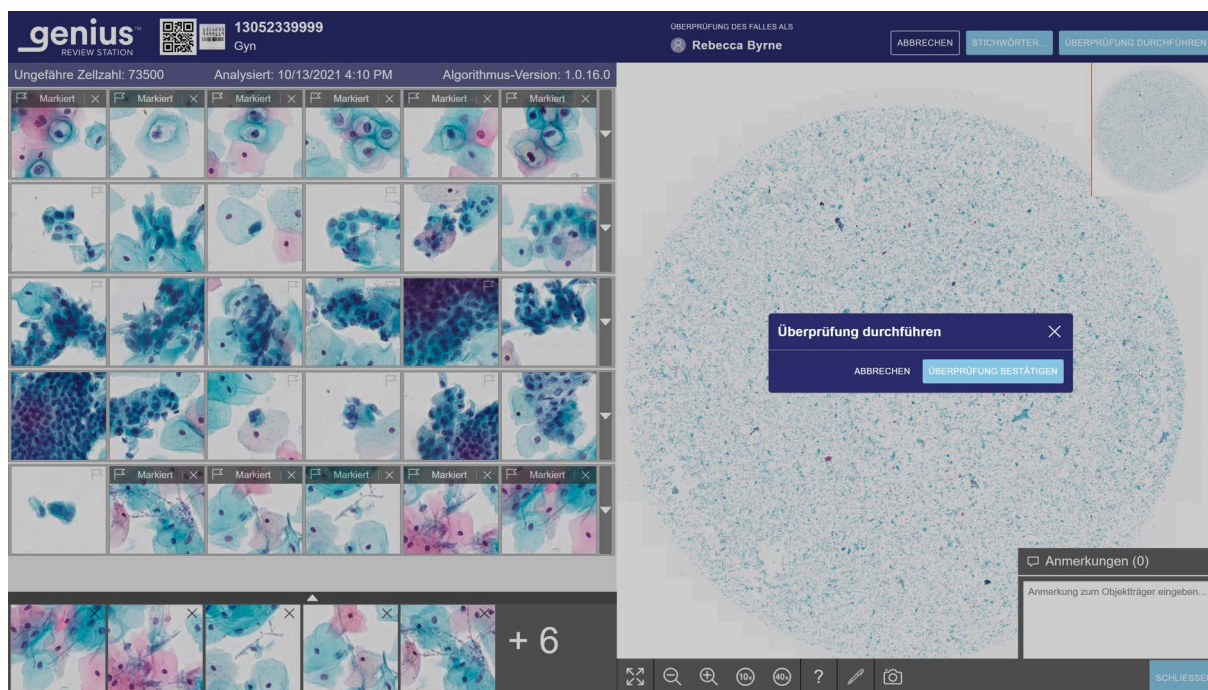 genius™
REVIEW STATION
13052339999
Gyn
ÜBERPRÜFUNG DES FALLES ALS
Rebecca Byrne
ABBRECHEN
STICHWÖRTER...
ÜBERPRÜFUNG DURCHFÜHREN
Ungefähre Zellzahl: 73500 Analysiert: 10/13/2021 4:10 PM Algorithmus-Version: 1.0.16.0
Markiert Markiert Markiert Markiert Markiert Markiert
Überprüfung durchführen
ABBRECHEN ÜBERPRÜFUNG BESTÄTIGEN
Markiert Markiert Markiert Markiert Markiert
Anmerkungen (0)
Anmerkung zum Objektträger eingeben...
+ 6
10x 40x ?
SCHLIESSEN